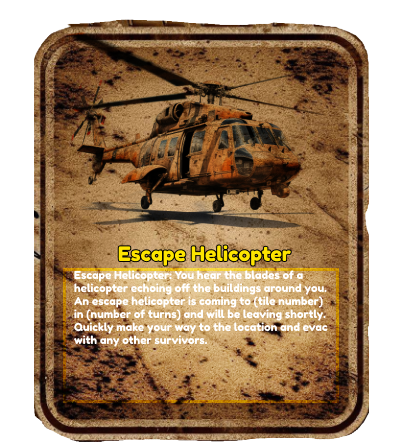 Escape Helicopter
Escape Helicopter: You hear the blades of a
helicopter echoing off the buildings around you.
An escape helicopter is coming to (tile number)
in (number of turns) and will be leaving shortly.
Quickly make your way to the location and evac
with any other survivors.